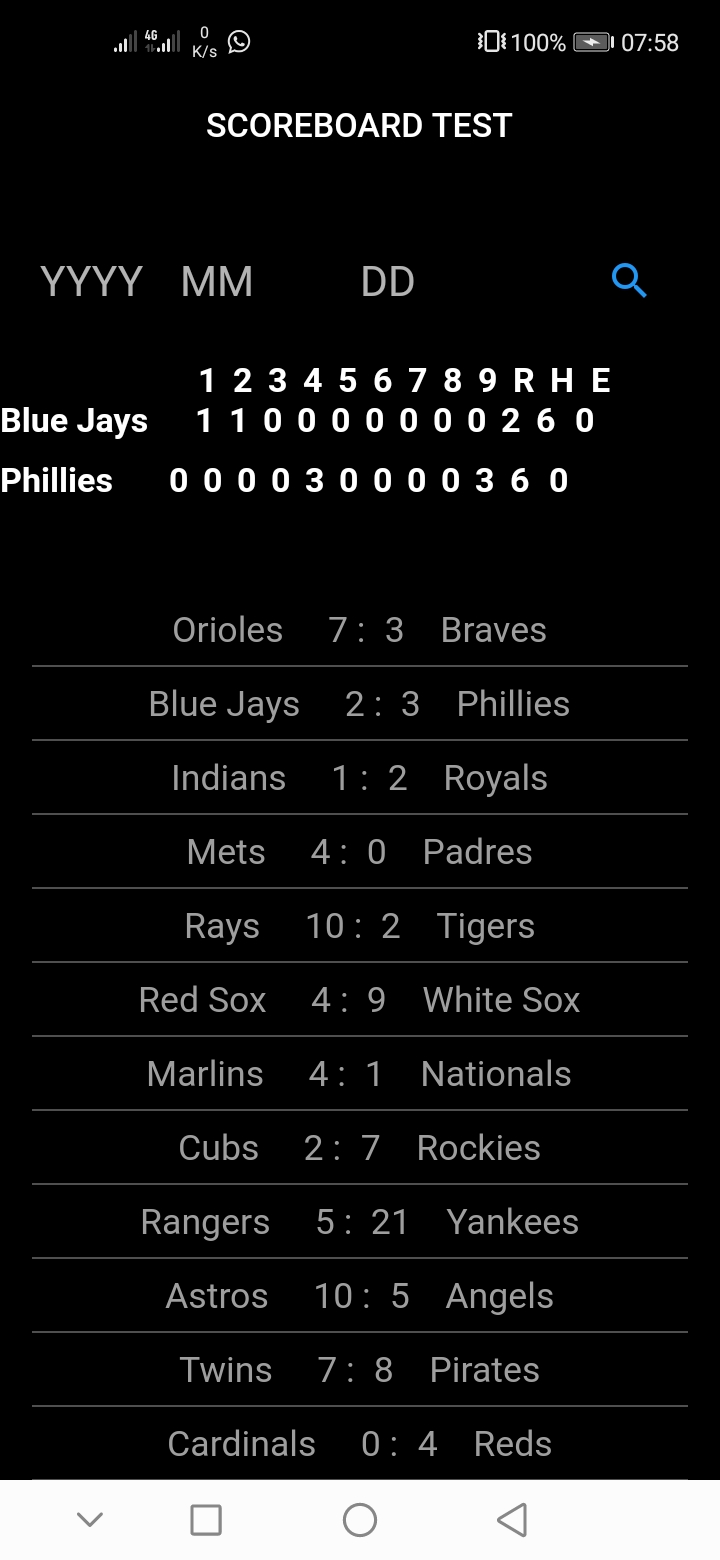 4G 0 K/s 100% 07:58
SCOREBOARD TEST
YYYY MM DD
1 2 3 4 5 6 7 8 9 R H E
Blue Jays 1 1 0 0 0 0 0 0 0 2 6 0
Phillies 0 0 0 0 3 0 0 0 0 3 6 0
Orioles 7 : 3 Braves
Blue Jays 2 : 3 Phillies
Indians 1 : 2 Royals
Mets 4 : 0 Padres
Rays 10 : 2 Tigers
Red Sox 4 : 9 White Sox
Marlins 4 : 1 Nationals
Cubs 2 : 7 Rockies
Rangers 5 : 21 Yankees
Astros 10 : 5 Angels
Twins 7 : 8 Pirates
Cardinals 0 : 4 Reds